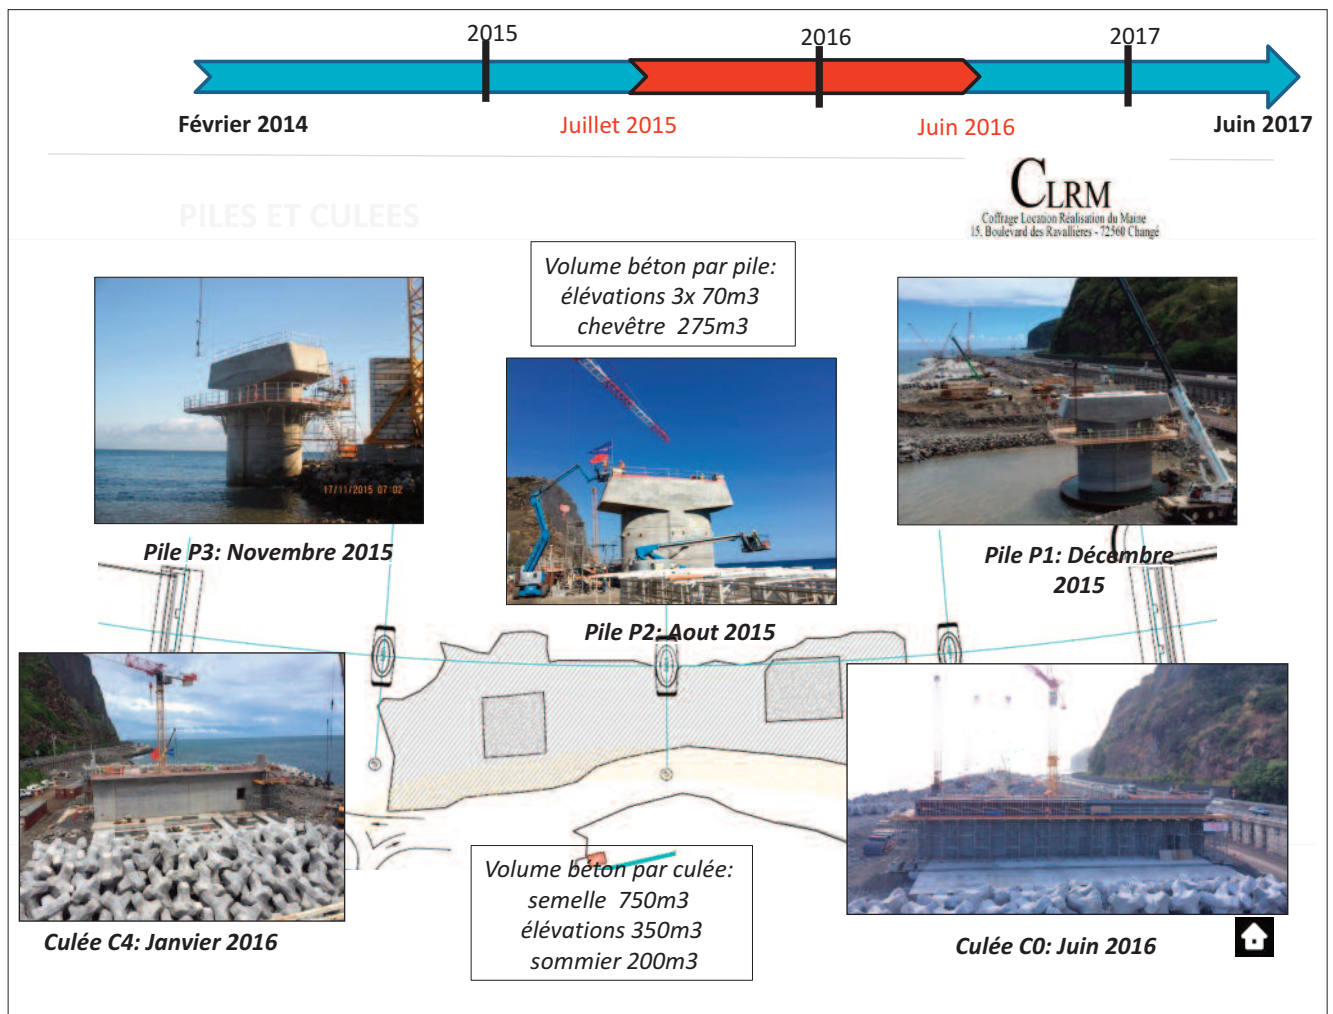 2015
2016
2017
Février 2014
Juillet 2015
Juin 2016
Juin 2017
PILES ET CULEES
CLRM
Coffrage Location Réalisation du Maine
15, Boulevard des Ravallières - 72560 Changé
Volume béton par pile:
élévations 3x 70m3
chevêtre 275m3
17/11/2015 07:02
Pile P3: Novembre 2015
Pile P2: Aout 2015
Pile P1: Décembre
2015
Volume béton par culée:
semelle 750m3
élévations 350m3
sommier 200m3
Culée C4: Janvier 2016
Culée C0: Juin 2016